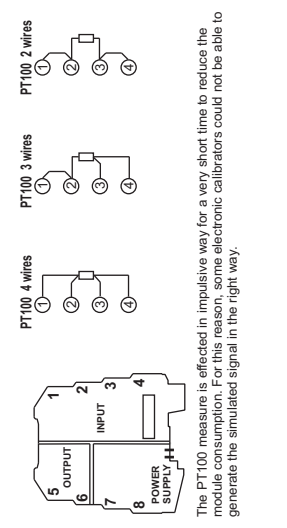 PT100 4 wires
PT100 3 wires
PT100 2 wires
1
2
3
4
1
2
3
4
1
2
3
4
5
OUTPUT
6
7
8
POWER
SUPPLY
INPUT
1
2
3
4
The PT100 measure is effected in impulsive way for a very short time to reduce the
module consumption. For this reason, some electronic calibrators could not be able to
generate the simulated signal in the right way.